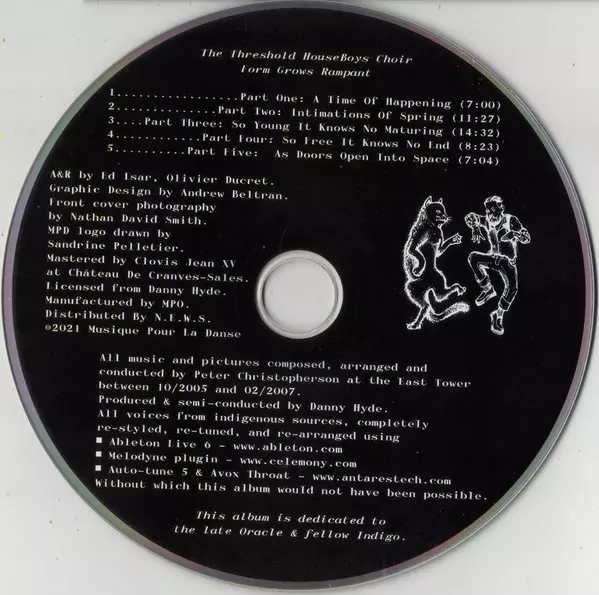 The Threshold HouseBoys Choir
Form Grows Rampant
1................Part One: A Time Of Happening (7:00)
2..............Part Two: Intimations Of Spring (11:27)
3....Part Three: So Young It Knows No Maturing (14:32)
4...........Part Four: So Free It Knows No End (8:23)
5..........Part Five: As Doors Open Into Space (7:04)
A&R by Ed Isar, Olivier Ducret.
Graphic Design by Andrew Beltran.
Front cover photography
by Nathan David Smith.
MPD logo drawn by
Sandrine Pelletier.
Mastered by Clovis Jean XV
at Château De Cranves-Sales.
Licensed from Danny Hyde.
Manufactured by MPO.
Distributed By N.E.W.S.
©2021 Musique Pour La Danse
All music and pictures composed, arranged and
conducted by Peter Christopherson at the East Tower
between 10/2005 and 02/2007.
Produced & semi-conducted by Danny Hyde.
All voices from indigenous sources, completely
re-styled, re-tuned, and re-arranged using
■ Ableton Live 6 - www.ableton.com
■ Melodyne plugin - www.celemony.com
■ Auto-tune 5 & Avox Throat - www.antarestech.com
Without which this album would not have been possible.
This album is dedicated to
the late Oracle & fellow Indigo.